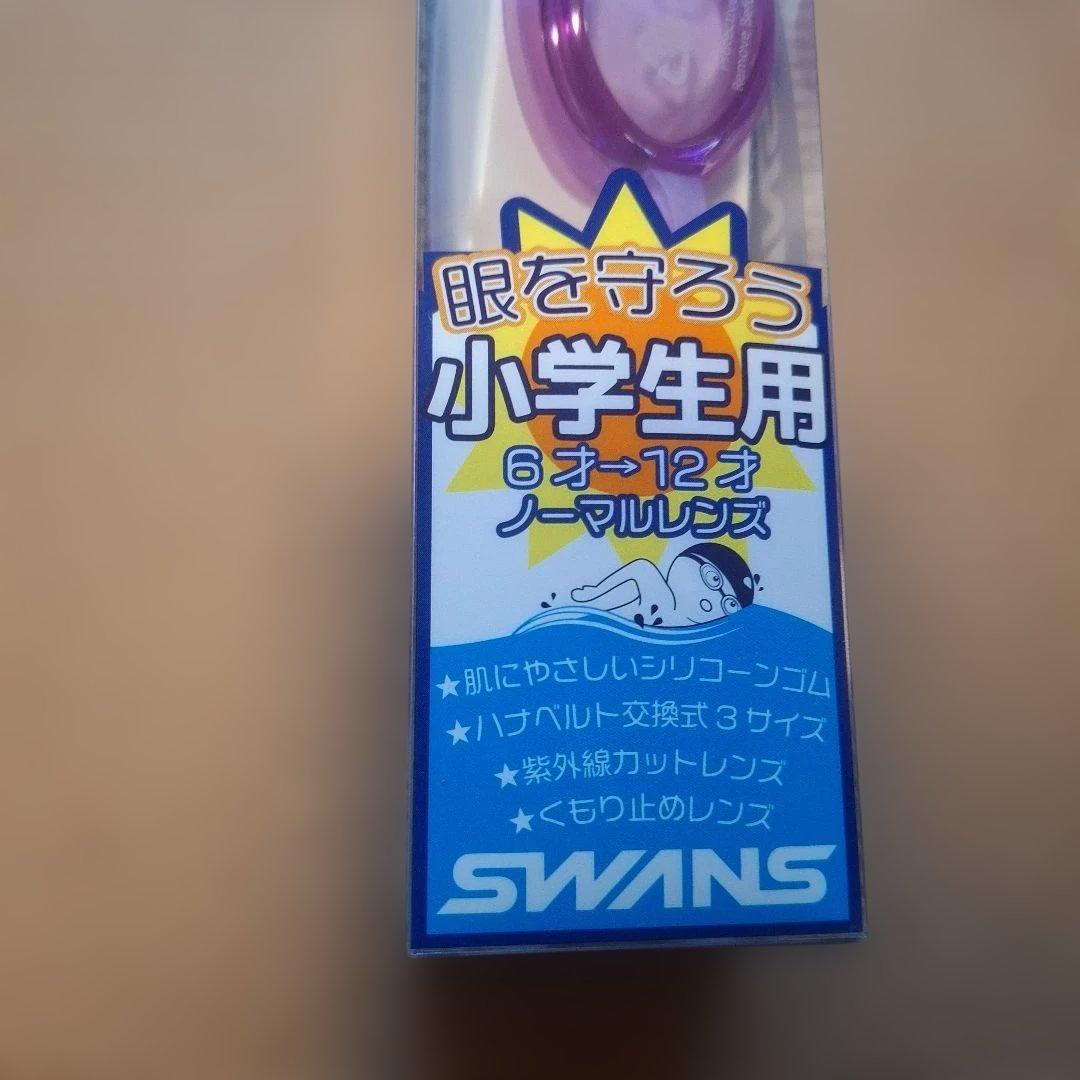 Remove Be
眼を守ろう
小学生用
6才→12才
ノーマルレンズ
★肌にやさしいシリコーンゴム
★ハナベルト交換式3サイズ
★紫外線カットレンズ
★くもり止めレンズ
SWANS